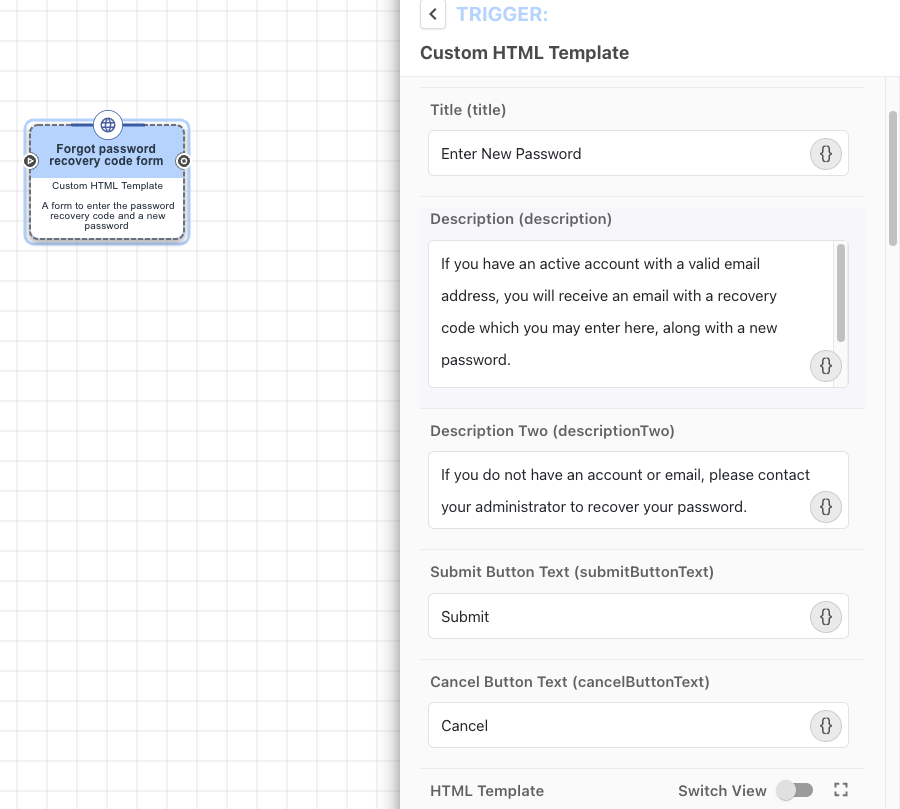 TRIGGER:
Custom HTML Template
Forgot password
recovery code form
Custom HTML Template
A form to enter the password
recovery code and a new
password
Title (title)
Enter New Password
{}
Description (description)
If you have an active account with a valid email
address, you will receive an email with a recovery
code which you may enter here, along with a new
password.
{}
Description Two (descriptionTwo)
If you do not have an account or email, please contact
your administrator to recover your password.
{}
Submit Button Text (submitButtonText)
Submit
{}
Cancel Button Text (cancelButtonText)
Cancel
{}
HTML Template
Switch View